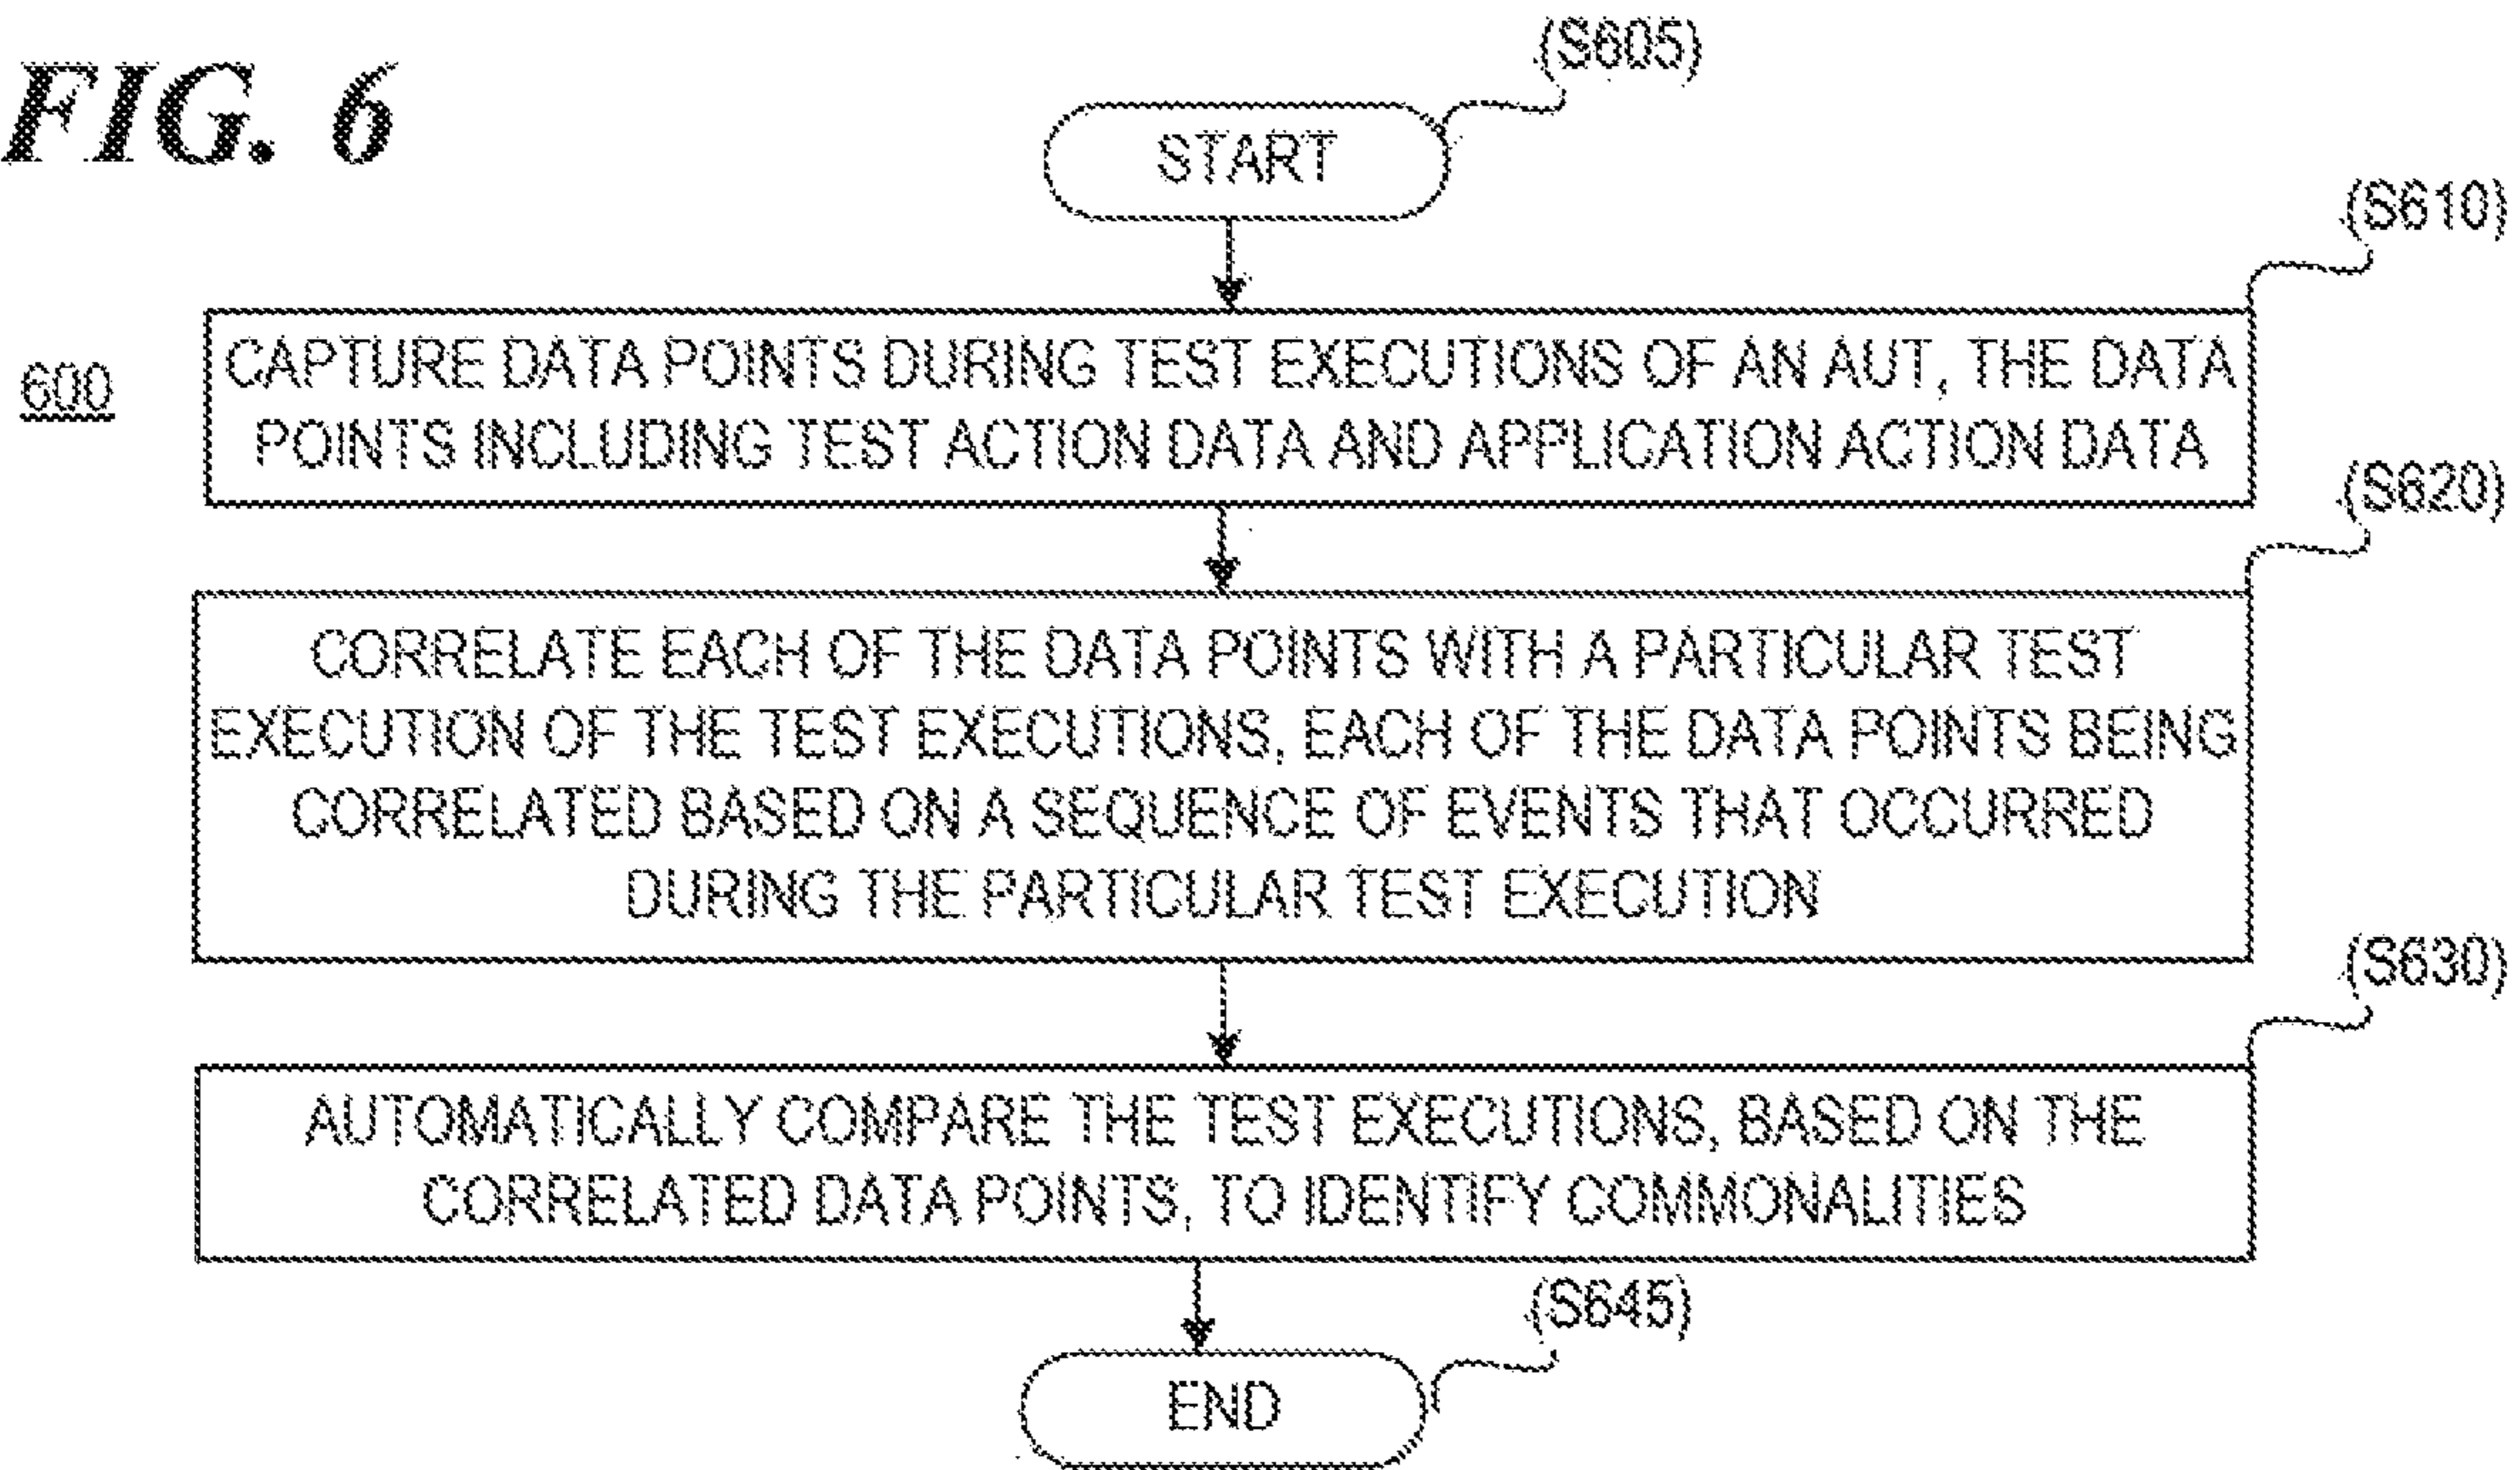 FIG. 6
(S605)
START
(S610)
600
CAPTURE DATA POINTS DURING TEST EXECUTIONS OF AN AUT, THE DATA
POINTS INCLUDING TEST ACTION DATA AND APPLICATION ACTION DATA
(S620)
CORRELATE EACH OF THE DATA POINTS WITH A PARTICULAR TEST
EXECUTION OF THE TEST EXECUTIONS, EACH OF THE DATA POINTS BEING
CORRELATED BASED ON A SEQUENCE OF EVENTS THAT OCCURRED
DURING THE PARTICULAR TEST EXECUTION
(S630)
AUTOMATICALLY COMPARE THE TEST EXECUTIONS, BASED ON THE
CORRELATED DATA POINTS, TO IDENTIFY COMMONALITIES
(S645)
END